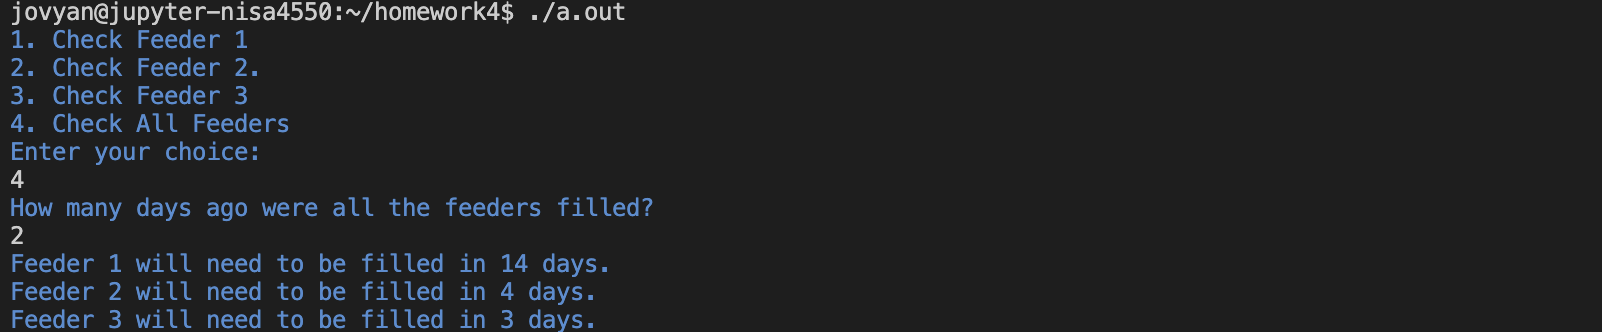 jovyan@jupyter-nisa4550:~/homework4$ ./a.out
1. Check Feeder 1
2. Check Feeder 2.
3. Check Feeder 3
4. Check All Feeders
Enter your choice:
4
How many days ago were all the feeders filled?
2
Feeder 1 will need to be filled in 14 days.
Feeder 2 will need to be filled in 4 days.
Feeder 3 will need to be filled in 3 days.